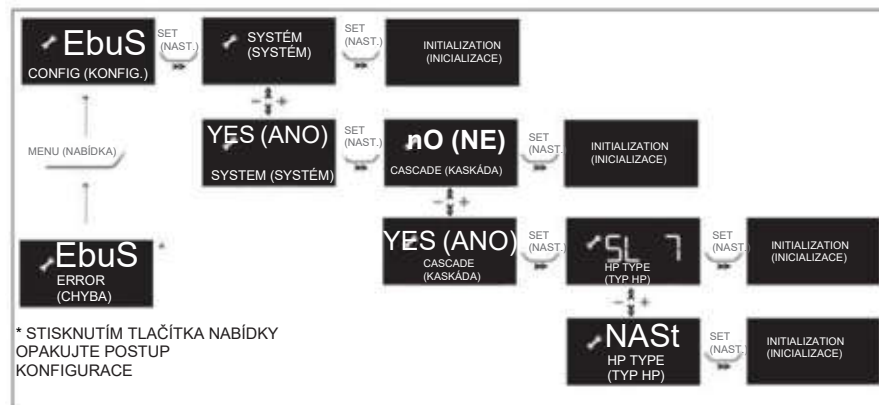 EbuS
CONFIG (KONFIG.)
SET
(NAST.)
SYSTÉM
(SYSTÉM)
SET
(NAST.)
INITIALIZATION
(INICIALIZACE)
- +
MENU (NABÍDKA)
YES (ANO)
SYSTEM (SYSTÉM)
SET
(NAST.)
nO (NE)
CASCADE (KASKÁDA)
SET
(NAST.)
INITIALIZATION
(INICIALIZACE)
- +
EbuS *
ERROR
(CHYBA)
YES (ANO)
CASCADE
(KASKÁDA)
SET
(NAST.)
SL 7
HP TYPE
(TYP HP)
SET
(NAST.)
INITIALIZATION
(INICIALIZACE)
- +
* STISKNUTÍM TLAČÍTKA NABÍDKY
OPAKUJTE POSTUP
KONFIGURACE
NASt
HP TYPE
(TYP HP)
SET
(NAST.)
INITIALIZATION
(INICIALIZACE)